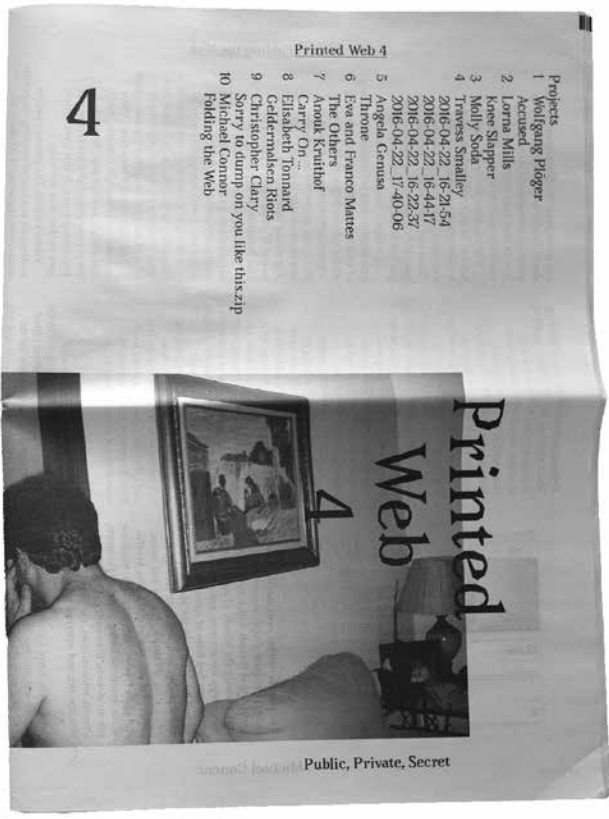 Printed Web 4
Projects
1 Wolfgang Plöger
Accused
2 Lorna Mills
Knee Slapper
3 Molly Soda
4 Travess Smalley
2016-04-22_16-21-54
2016-04-22_16-44-17
2016-04-22_16-22-37
2016-04-22_17-40-06
5 Angela Genusa
Throne
6 Eva and Franco Mattes
The Others
7 Anouk Kruithof
Carry On ...
8 Elisabeth Tonnard
Geldermalsen Riots
9 Christopher Clary
Sorry to dump on you like this.zip
10 Michael Connor
Folding the Web
4
Printed
Web
4
Public, Private, Secret
Michael Connor